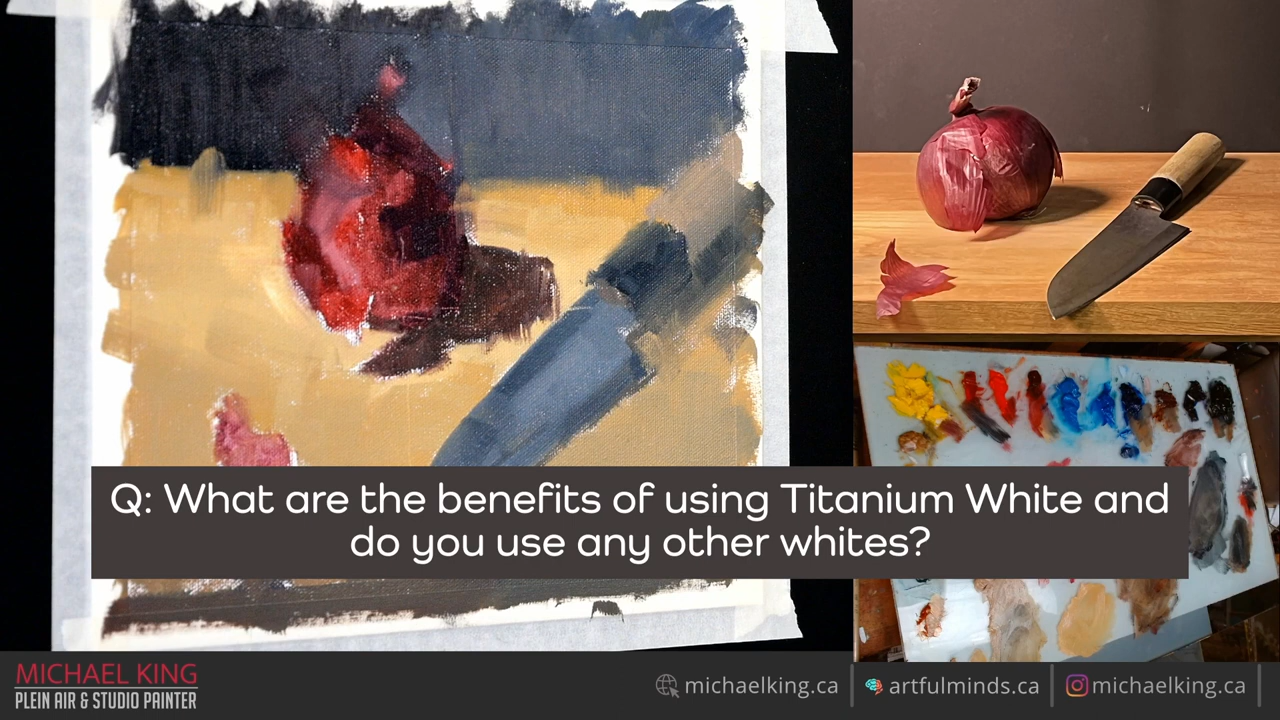 Q: What are the benefits of using Titanium White and
do you use any other whites?
MICHAEL KING
PLEIN AIR & STUDIO PAINTER
michaelking.ca
artfulminds.ca
michaelking.ca